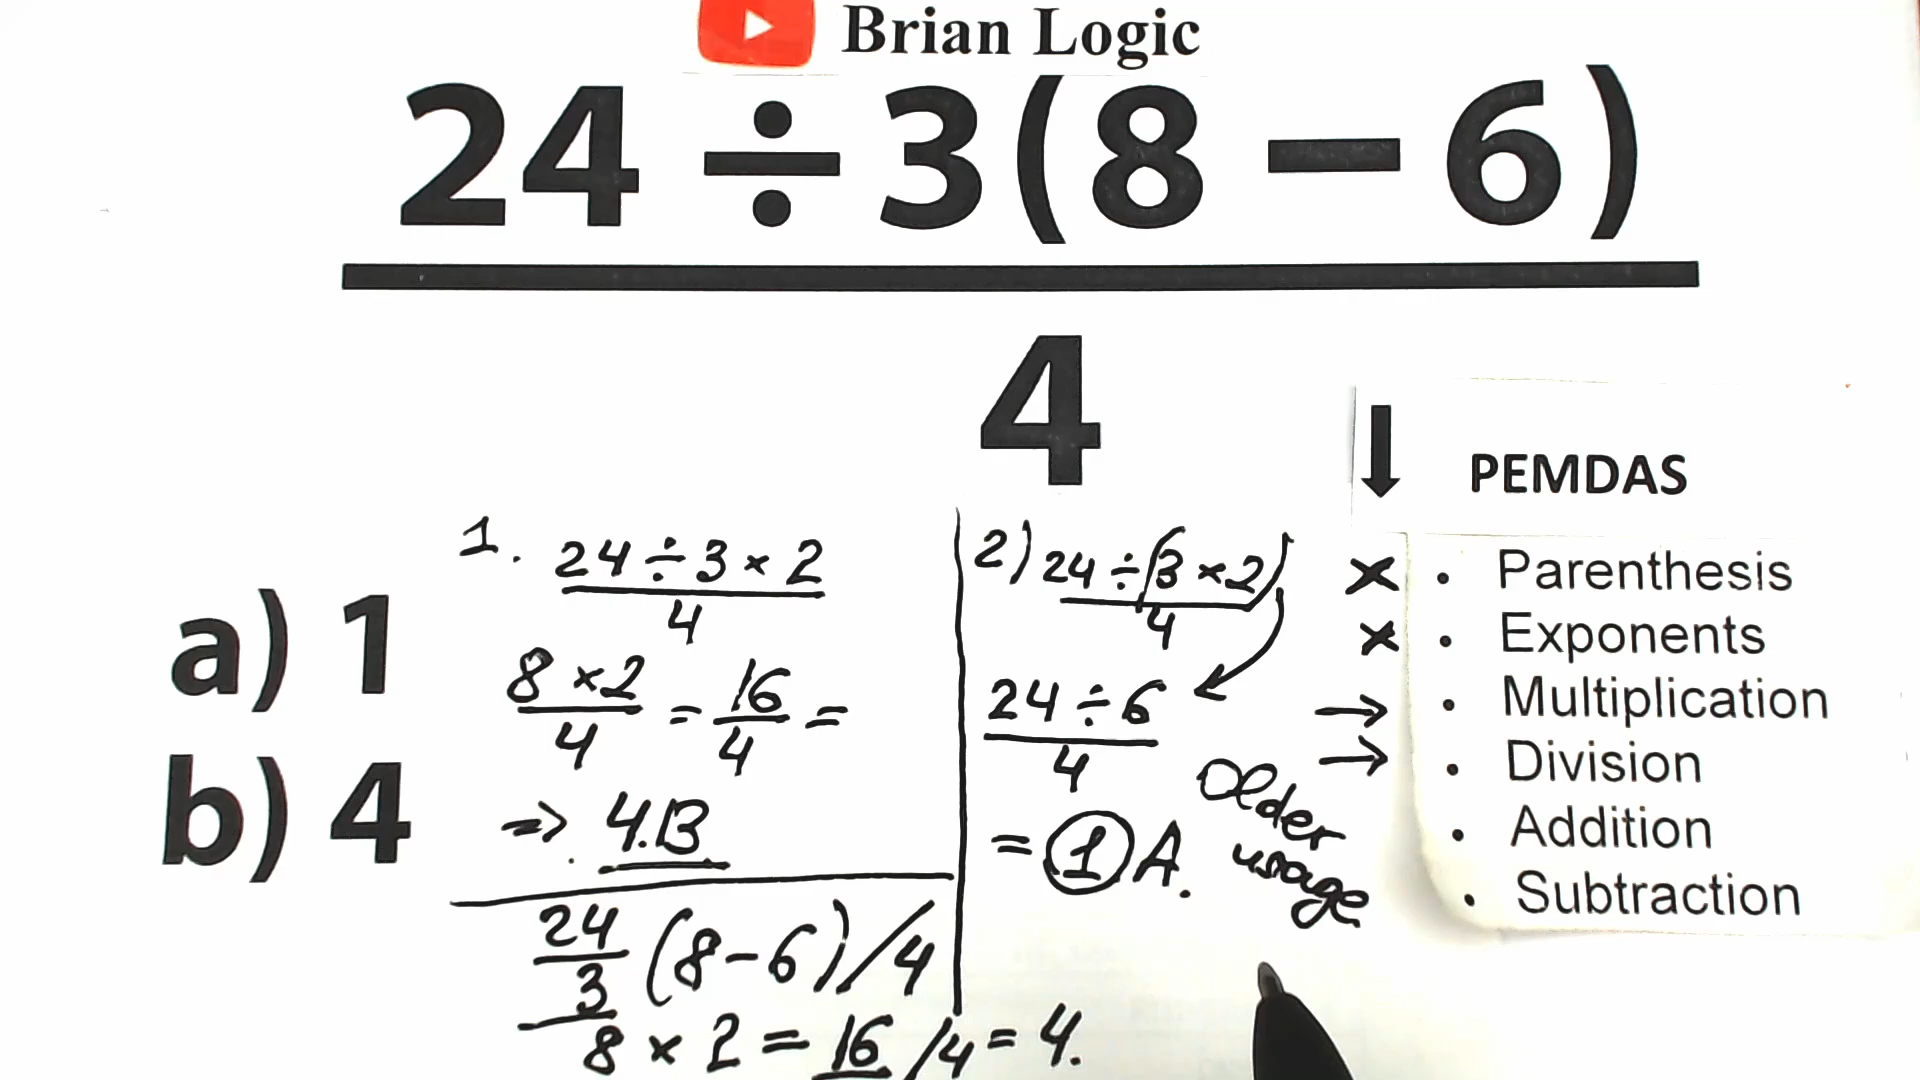 Brian Logic
24 ÷ 3(8 − 6)
4
PEMDAS
× • Parenthesis
× • Exponents
→ • Multiplication
→ • Division
• Addition
• Subtraction
a) 1
b) 4
1. 24 ÷ 3 × 2
4
8 × 2 = 16 =
4 4
=> 4.B
24 (8-6)/4
3
8 × 2 = 16 /4 = 4.
2) 24 ÷ (3 × 2)
4
24 ÷ 6
4
= 1 A.
Older
usage